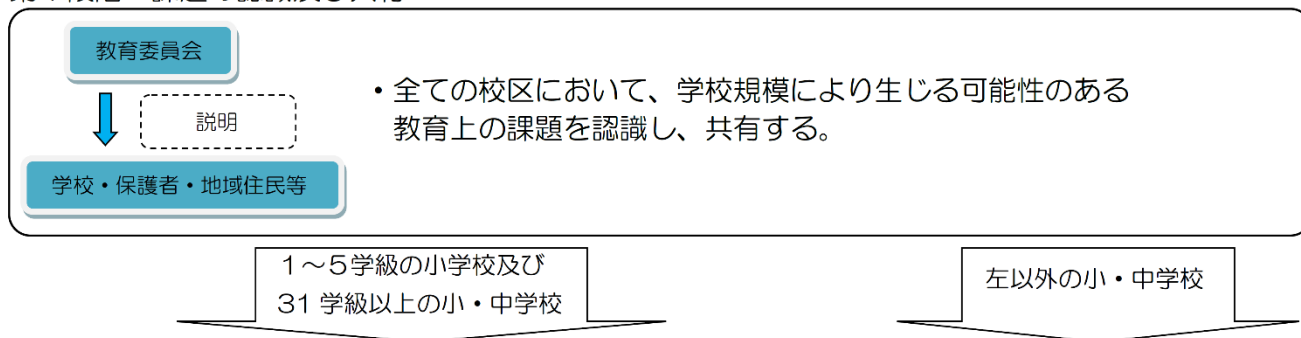 教育委員会
説明
学校・保護者・地域住民等
・全ての校区において、学校規模により生じる可能性のある
教育上の課題を認識し、共有する。
1～5学級の小学校及び
31 学級以上の小・中学校
左以外の小・中学校